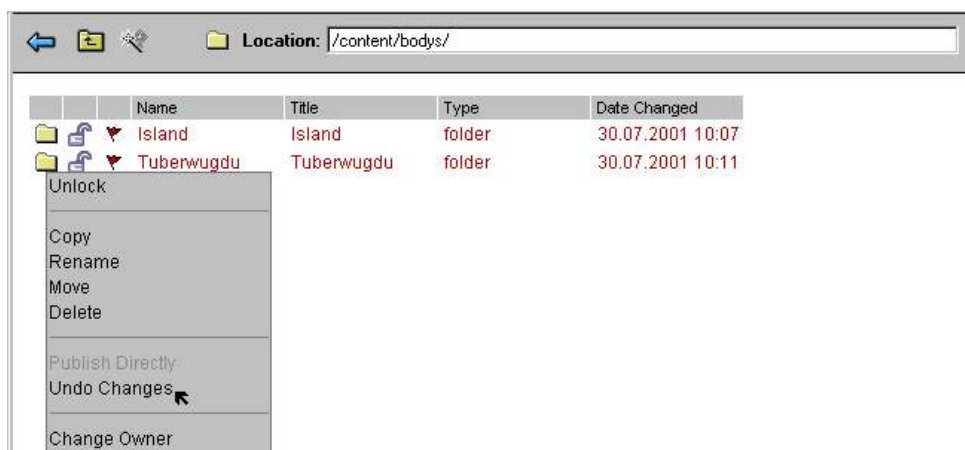 Location: /content/bodys/
Name Title Type Date Changed
Island Island folder 30.07.2001 10:07
Tuberwugdu Tuberwugdu folder 30.07.2001 10:11
Unlock
Copy
Rename
Move
Delete
Publish Directly
Undo Changes
Change Owner